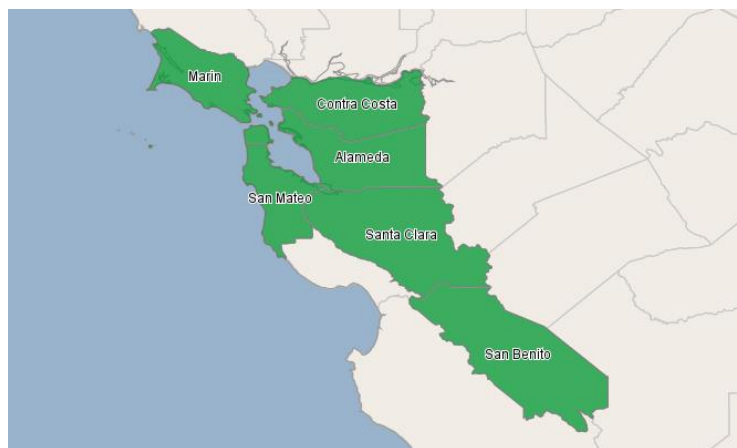 Marin
Contra Costa
Alameda
San Mateo
Santa Clara
San Benito